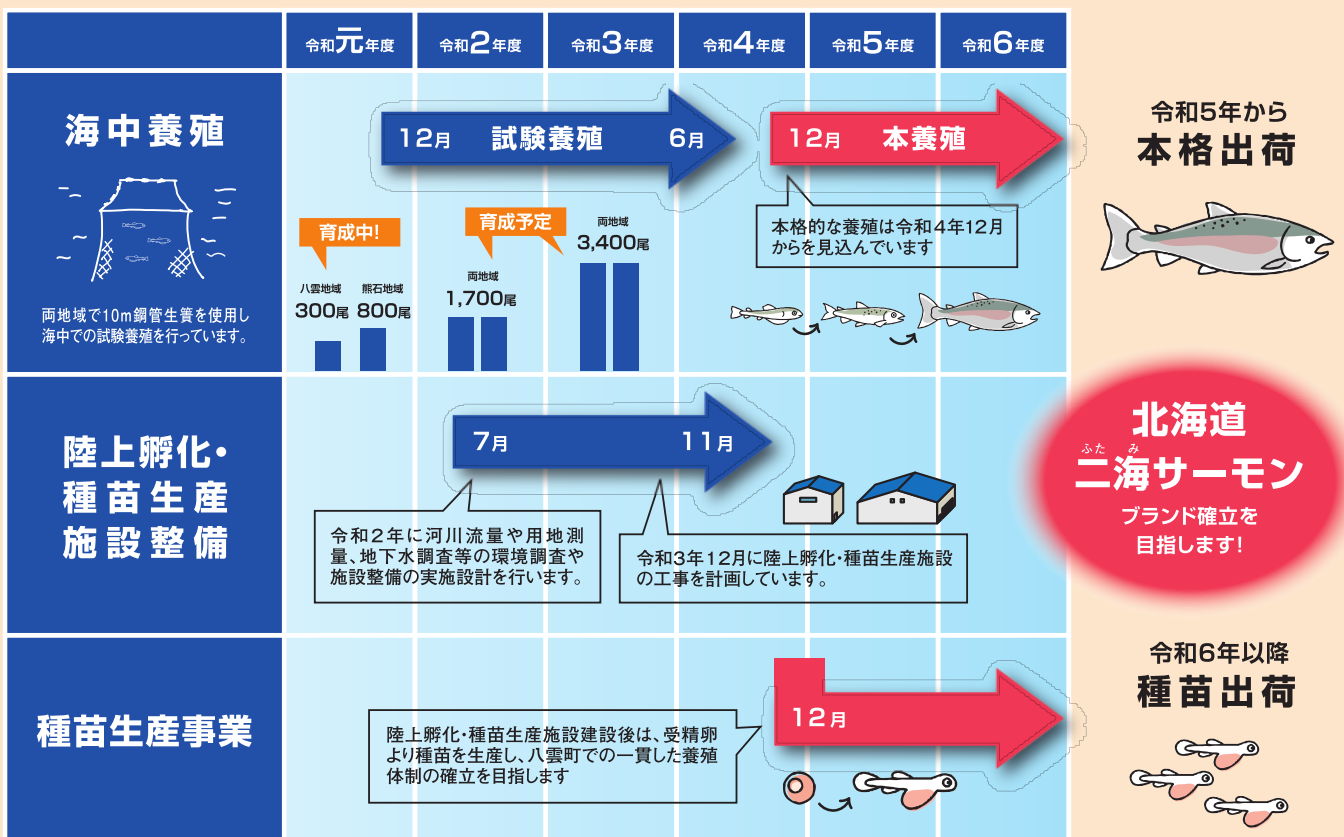 令和元年度 令和2年度 令和3年度 令和4年度 令和5年度 令和6年度
海中養殖
両地域で10m鋼管生簀を使用し
海中での試験養殖を行っています。
12月 試験養殖 6月
12月 本養殖
本格的な養殖は令和4年12月
からを見込んでいます
育成中!
八雲地域
300尾
熊石地域
800尾
育成予定
両地域
1,700尾
両地域
3,400尾
令和5年から
本格出荷
陸上孵化・
種苗生産
施設整備
7月 11月
令和2年に河川流量や用地測
量、地下水調査等の環境調査や
施設整備の実施設計を行います。
令和3年12月に陸上孵化・種苗生産施設
の工事を計画しています。
北海道
ふた み
二海サーモン
ブランド確立を
目指します!
種苗生産事業
陸上孵化・種苗生産施設建設後は、受精卵
より種苗を生産し、八雲町での一貫した養殖
体制の確立を目指します
12月
令和6年以降
種苗出荷